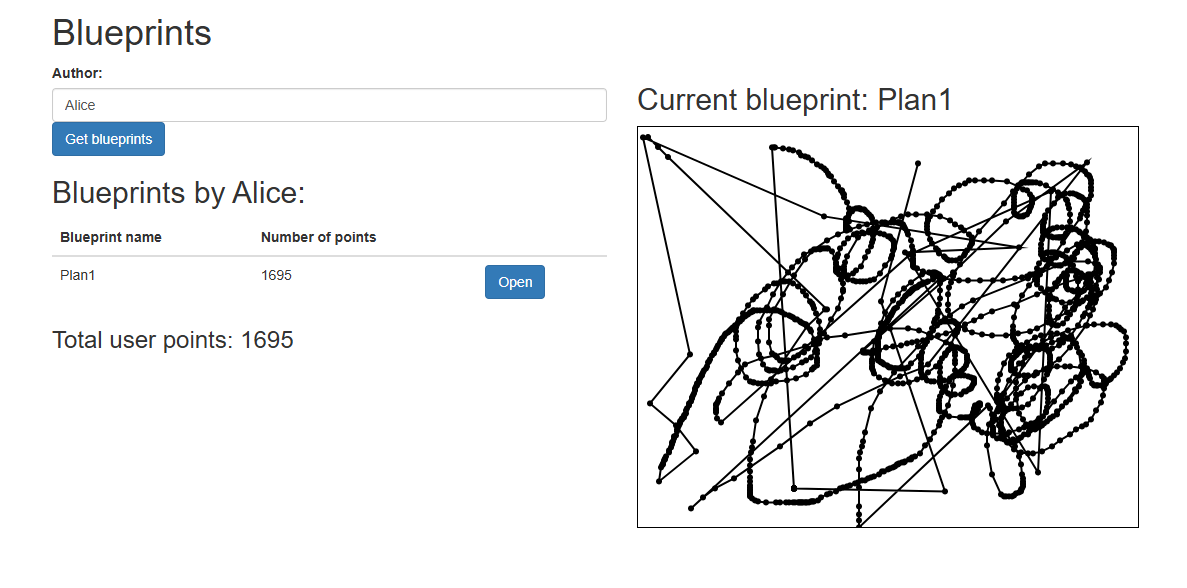 Blueprints
Author:
Alice
Get blueprints
Blueprints by Alice:
Blueprint name Number of points
Plan1 1695 Open
Total user points: 1695
Current blueprint: Plan1